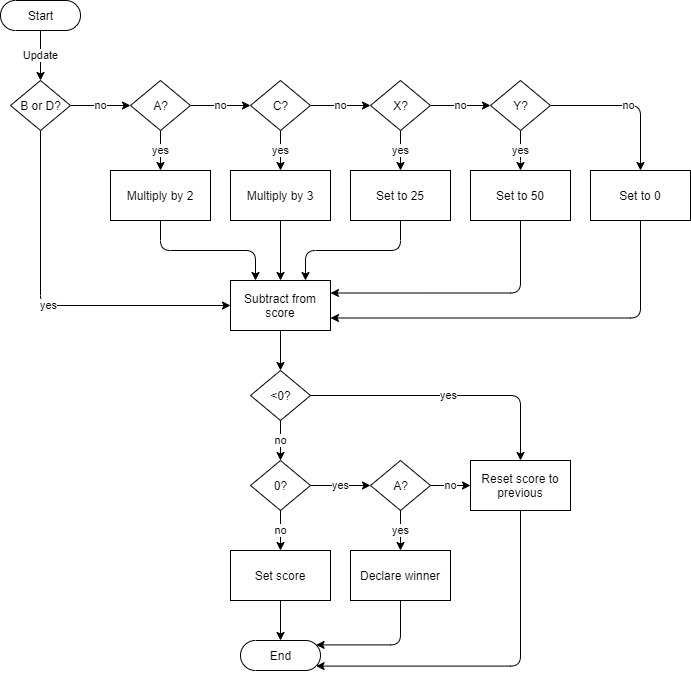 Start
Update
B or D?
no
A?
no
C?
no
X?
no
Y?
no
yes
yes
yes
yes
Multiply by 2
Multiply by 3
Set to 25
Set to 50
Set to 0
yes
Subtract from
score
<0?
yes
no
0?
yes
A?
no
Reset score to
previous
no
yes
Set score
Declare winner
End